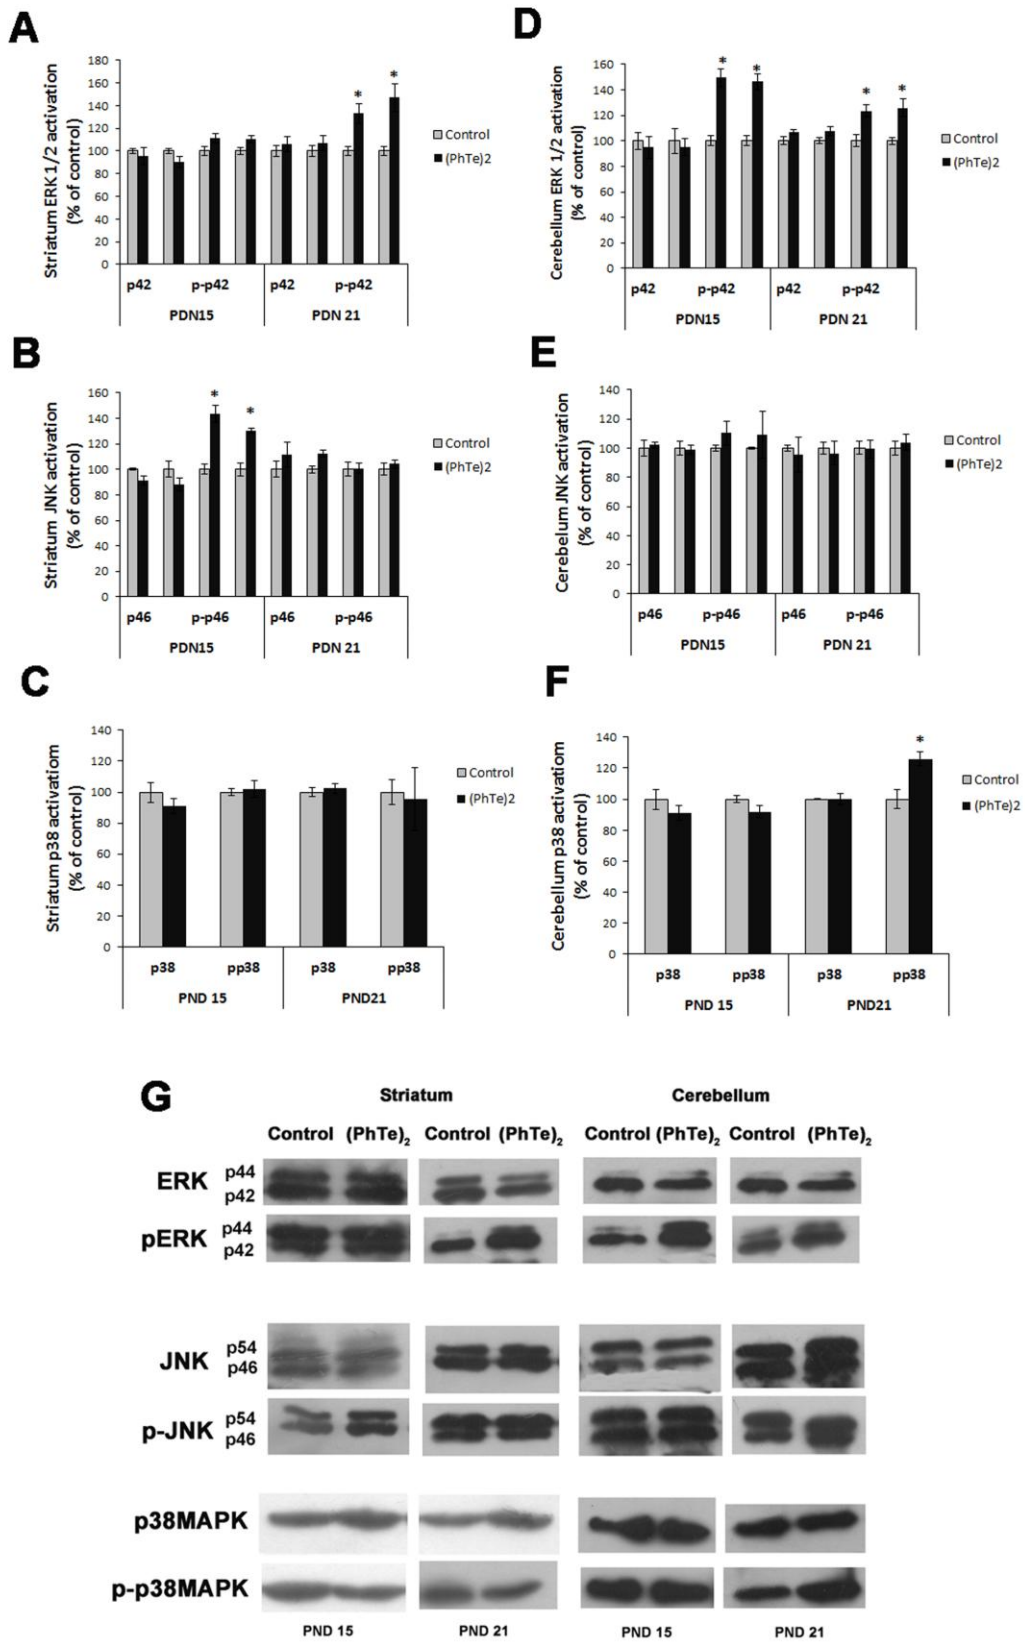 A
Striatum ERK 1/2 activation
(% of control)
180
160
140
120
100
80
60
40
20
0
* *
p42 p-p42 p42 p-p42
PDN15 PDN 21
Control
(PhTe)2
D
Cerebellum ERK 1/2 activation
(% of control)
160
140
120
100
80
60
40
20
0
* * * *
p42 p-p42 p42 p-p42
PDN15 PDN 21
Control
(PhTe)2
B
Striatum JNK activation
(% of control)
160
140
120
100
80
60
40
20
0
* *
p46 p-p46 p46 p-p46
PDN15 PDN 21
Control
(PhTe)2
E
Cerebelum JNK activation
(% of control)
140
120
100
80
60
40
20
0
p46 p-p46 p46 p-p46
PDN15 PDN 21
Control
(PhTe)2
C
Striatum p38 activatiom
(% of control)
140
120
100
80
60
40
20
0
p38 pp38 p38 pp38
PND 15 PND21
Control
(PhTe)2
F
Cerebellum p38 activatiom
(% of control)
140
120
100
80
60
40
20
0
*
p38 pp38 p38 pp38
PND 15 PND21
Control
(PhTe)2
G
Striatum Cerebellum
Control (PhTe)2 Control (PhTe)2 Control (PhTe)2 Control (PhTe)2
ERK p44
p42
pERK p44
p42
JNK p54
p46
p-JNK p54
p46
p38MAPK
p-p38MAPK
PND 15 PND 21 PND 15 PND 21